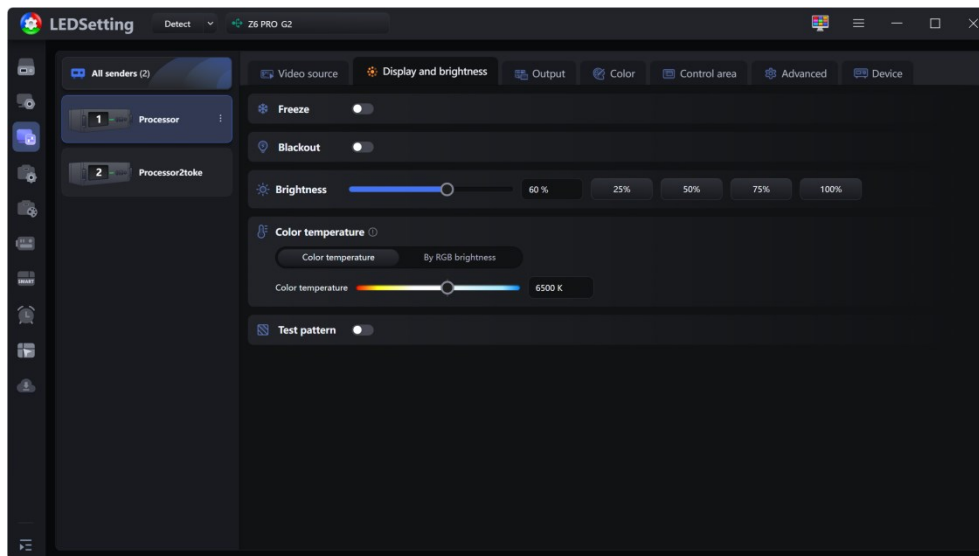 LEDSetting Detect Z6 PRO G2
All senders (2)
1 Processor
2 Processor2toke
Video source Display and brightness Output Color Control area Advanced Device
Freeze
Blackout
Brightness 60 % 25% 50% 75% 100%
Color temperature
Color temperature By RGB brightness
Color temperature 6500 K
Test pattern
SMART